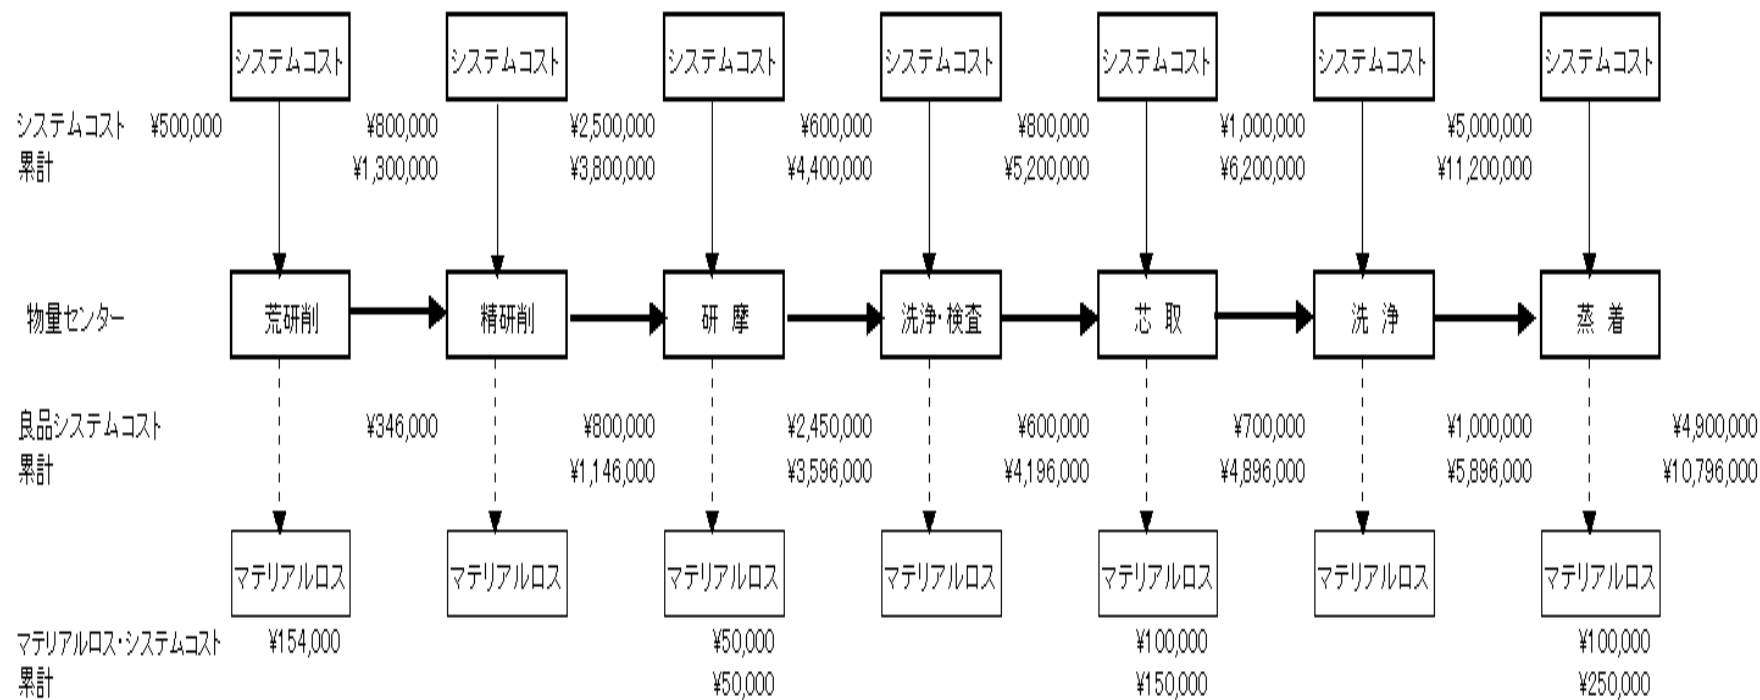 システムコスト システムコスト システムコスト システムコスト システムコスト システムコスト システムコスト
システムコスト ¥500,000 ¥800,000 ¥2,500,000 ¥600,000 ¥800,000 ¥1,000,000 ¥5,000,000
累計 ¥1,300,000 ¥3,800,000 ¥4,400,000 ¥5,200,000 ¥6,200,000 ¥11,200,000
物量センター 荒研削 精研削 研 摩 洗浄・検査 芯 取 洗 浄 蒸 着
良品システムコスト ¥346,000 ¥800,000 ¥2,450,000 ¥600,000 ¥700,000 ¥1,000,000 ¥4,900,000
累計 ¥1,146,000 ¥3,596,000 ¥4,196,000 ¥4,896,000 ¥5,896,000 ¥10,796,000
マテリアルロス マテリアルロス マテリアルロス マテリアルロス マテリアルロス マテリアルロス マテリアルロス
マテリアルロス・システムコスト ¥154,000 ¥50,000 ¥100,000 ¥100,000
累計 ¥50,000 ¥150,000 ¥250,000